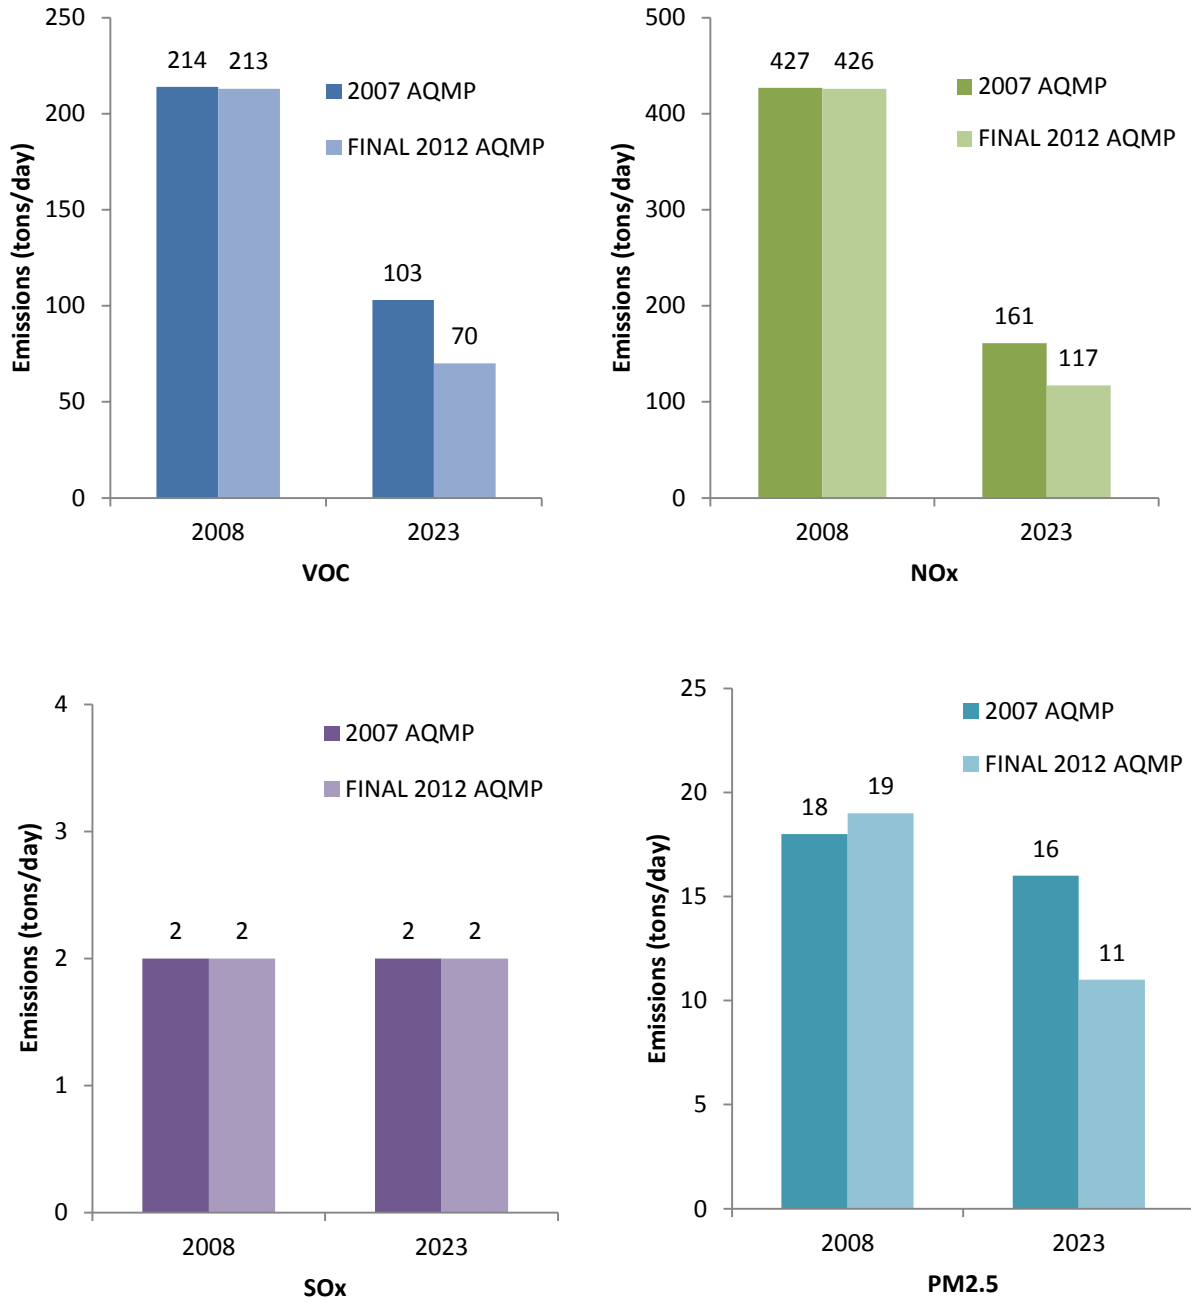 250
200
150
100
50
0
Emissions (tons/day)
214 213
103
70
2007 AQMP
FINAL 2012 AQMP
2008 2023
VOC
500
400
300
200
100
0
Emissions (tons/day)
427 426
161
117
2007 AQMP
FINAL 2012 AQMP
2008 2023
NOx
4
3
2
1
0
Emissions (tons/day)
2 2 2 2
2007 AQMP
FINAL 2012 AQMP
2008 2023
SOx
25
20
15
10
5
0
Emissions (tons/day)
18 19
16
11
2007 AQMP
FINAL 2012 AQMP
2008 2023
PM2.5